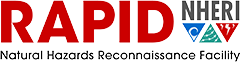 RAPID NHERI
Natural Hazards Reconnaissance Facility